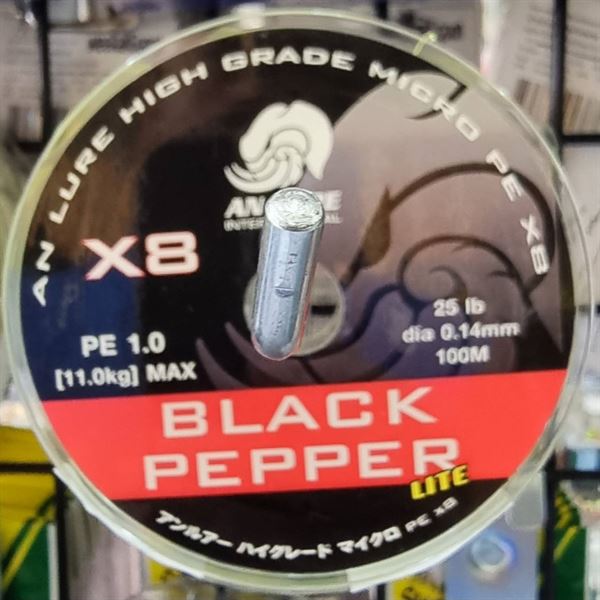 AN LURE HIGH GRADE MICRO PE X8
X8
PE 1.0
[11.0kg] MAX
25 lb
dia 0.14mm
100M
BLACK
PEPPER
LITE
アンルアー ハイグレード マイクロ PE x8